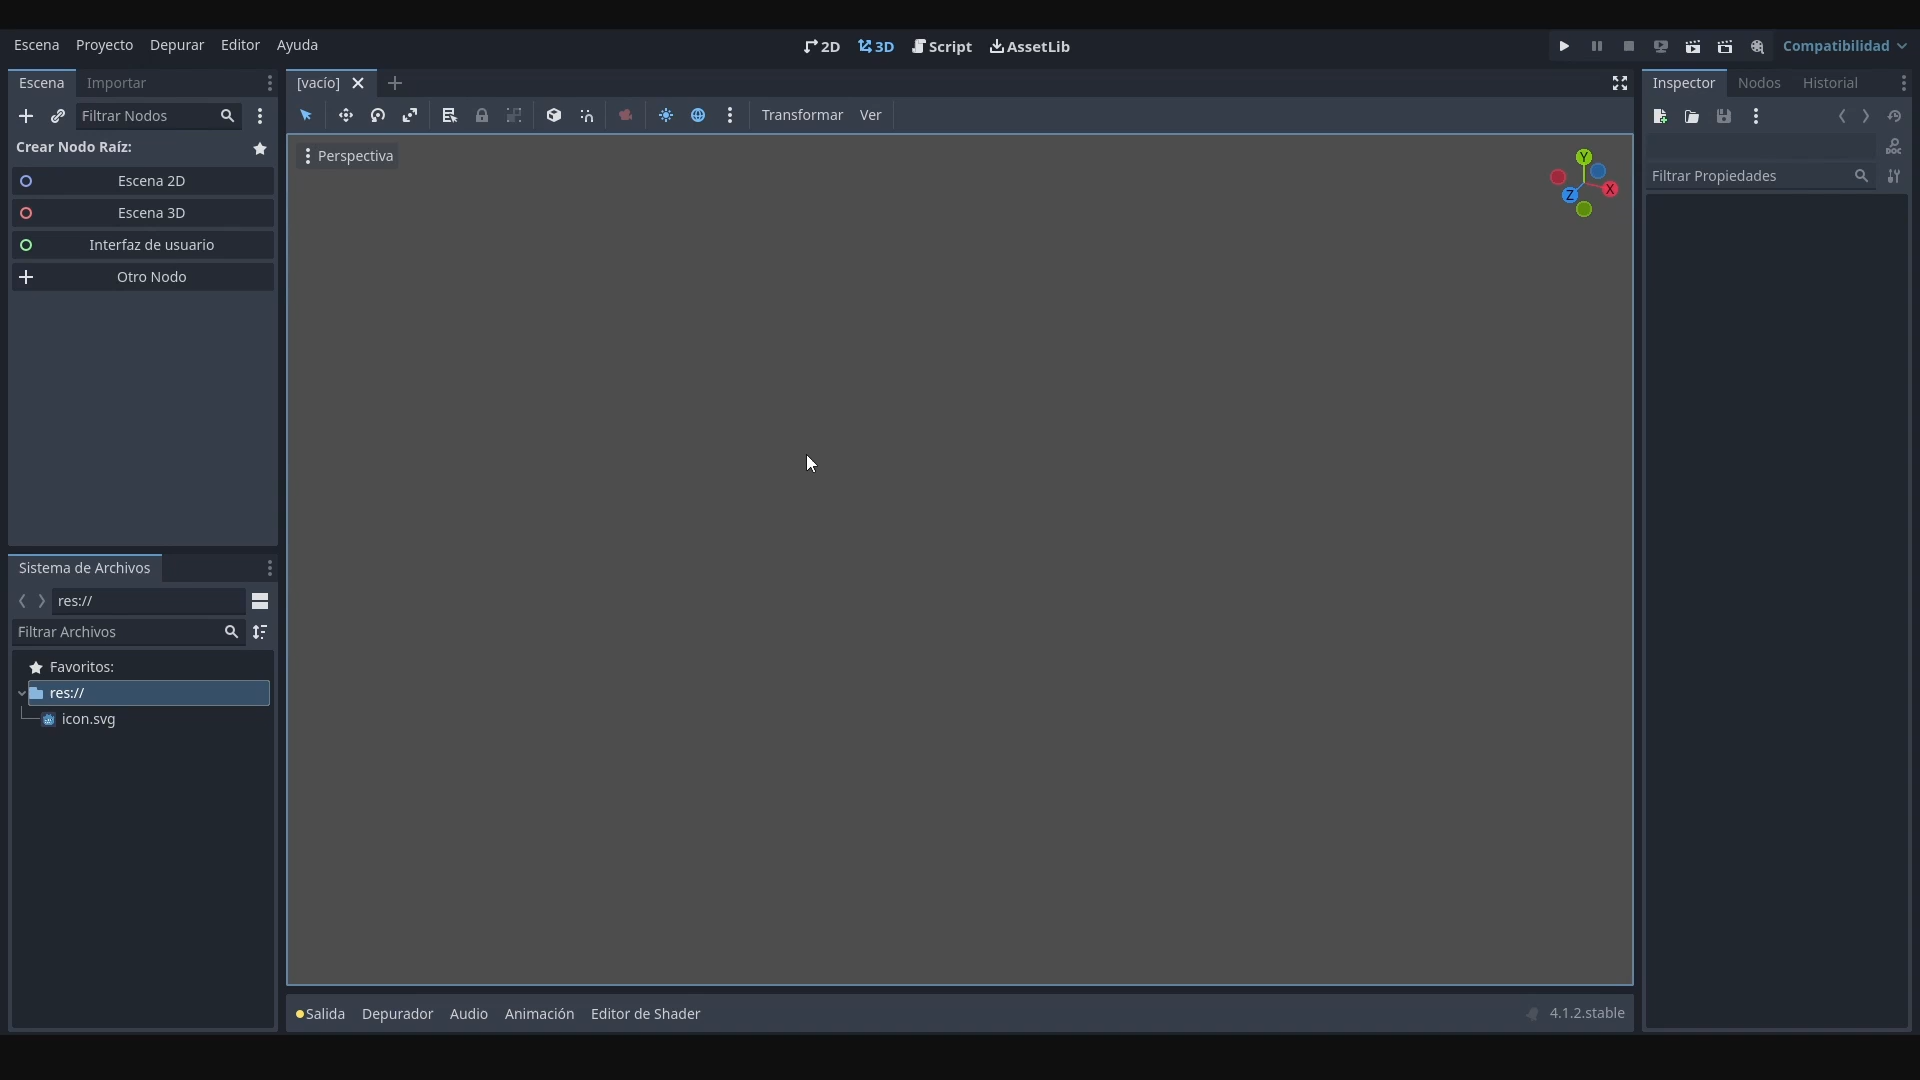 Escena Proyecto Depurar Editor Ayuda
2D 3D Script AssetLib
Compatibilidad
Escena Importar
Filtrar Nodos
Crear Nodo Raíz:
Escena 2D
Escena 3D
Interfaz de usuario
Otro Nodo
Sistema de Archivos
res://
Filtrar Archivos
Favoritos:
res://
icon.svg
[vacío]
Transformar Ver
Perspectiva
Y
X
Z
Salida Depurador Audio Animación Editor de Shader
4.1.2.stable
Inspector Nodos Historial
DOC
Filtrar Propiedades